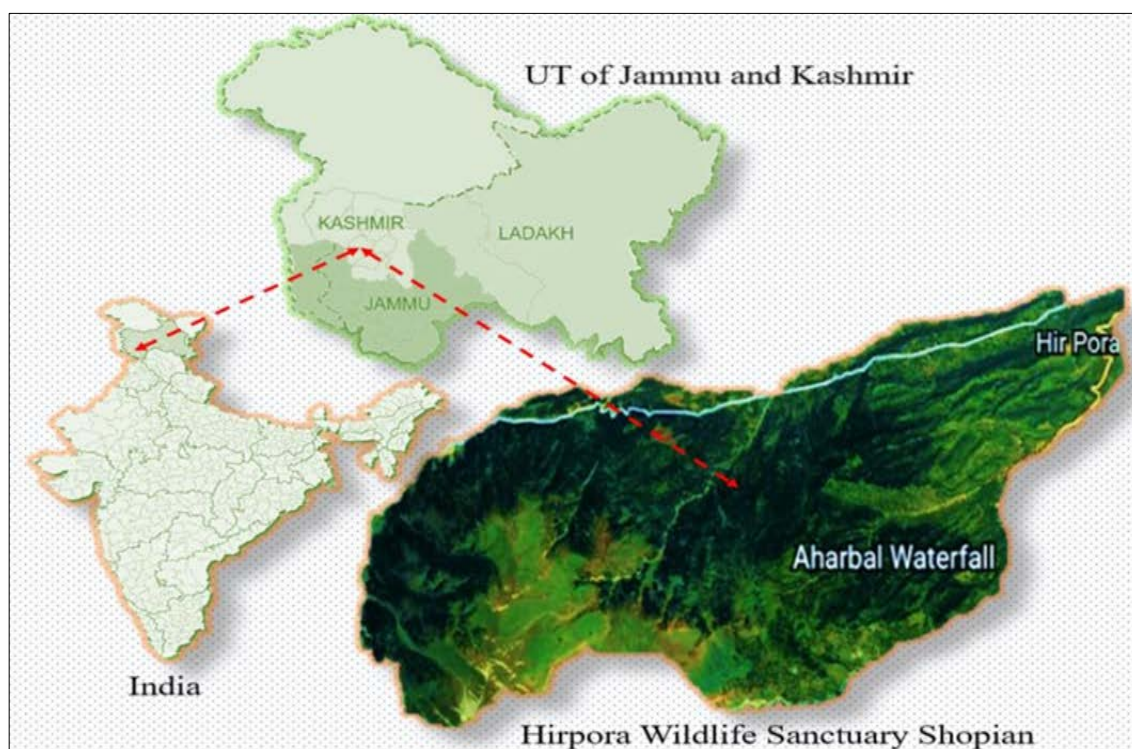 UT of Jammu and Kashmir
KASHMIR
LADAKH
JAMMU
Hir Pora
Aharbal Waterfall
India
Hirpora Wildlife Sanctuary Shopian